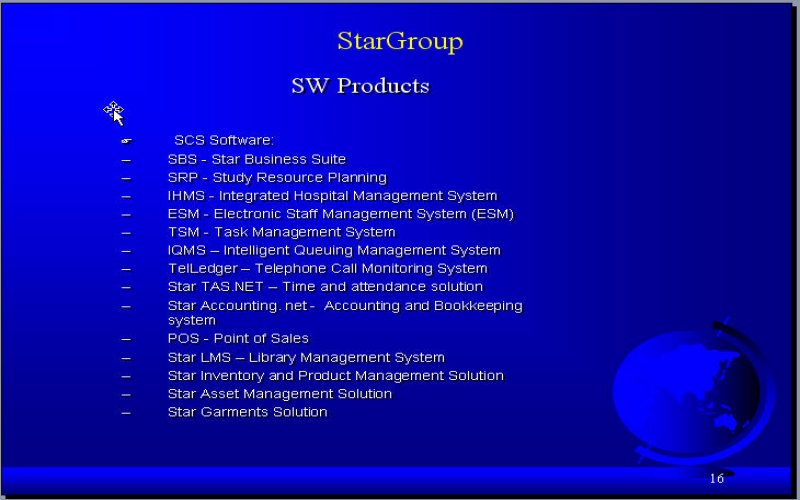 StarGroup
SW Products
SCS Software:
– SBS - Star Business Suite
– SRP - Study Resource Planning
– IHMS - Integrated Hospital Management System
– ESM - Electronic Staff Management System (ESM)
– TSM - Task Management System
– IQMS – Intelligent Queuing Management System
– TelLedger – Telephone Call Monitoring System
– Star TAS.NET – Time and attendance solution
– Star Accounting. net - Accounting and Bookkeeping
system
– POS - Point of Sales
– Star LMS – Library Management System
– Star Inventory and Product Management Solution
– Star Asset Management Solution
– Star Garments Solution
16